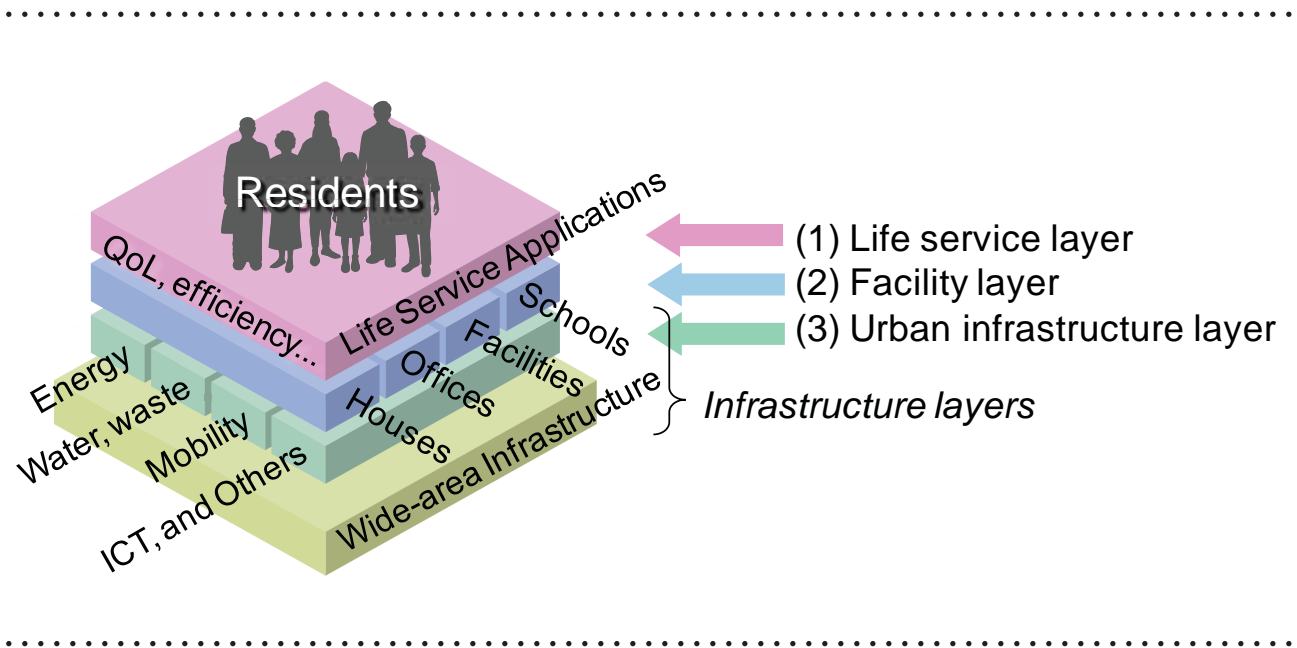 Residents
QoL, efficiency...
Life Service Applications
Schools
Facilities
Offices
Houses
Energy
Water, waste
Mobility
ICT, and Others
Wide-area Infrastructure
(1) Life service layer
(2) Facility layer
(3) Urban infrastructure layer
Infrastructure layers